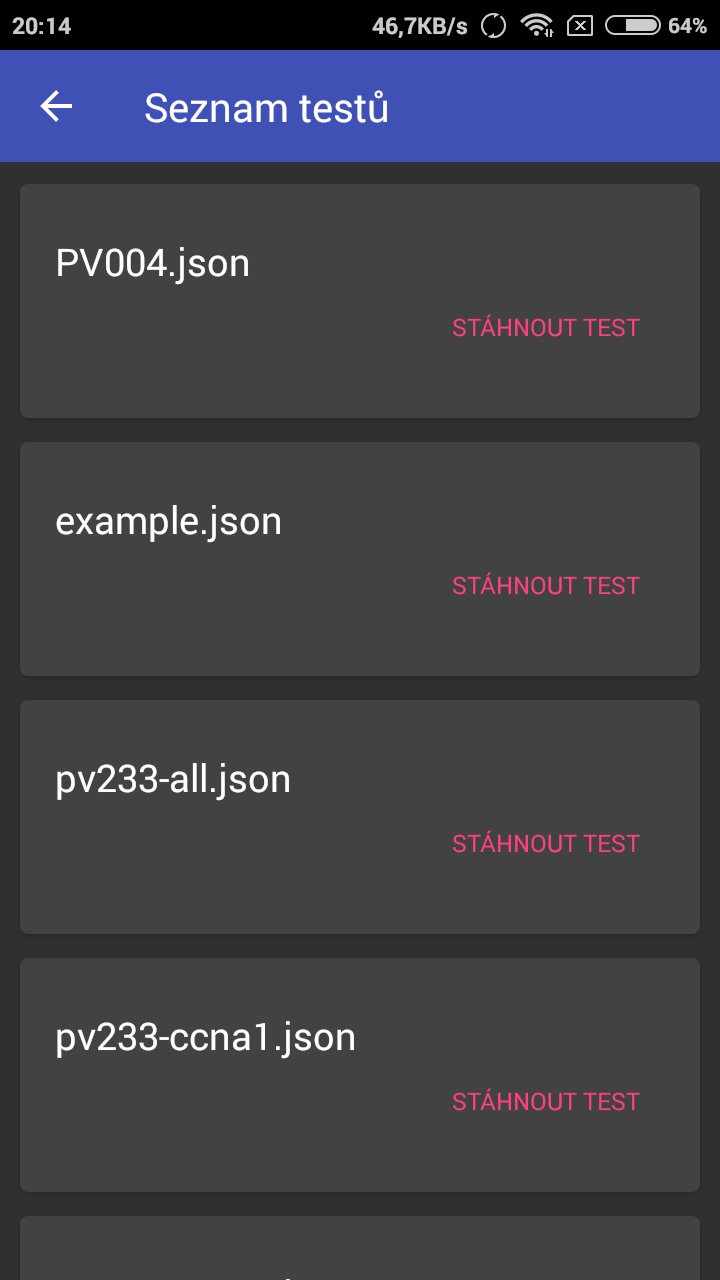 20:14 46,7KB/s 64%
Seznam testů
PV004.json
STÁHNOUT TEST
example.json
STÁHNOUT TEST
pv233-all.json
STÁHNOUT TEST
pv233-ccna1.json
STÁHNOUT TEST